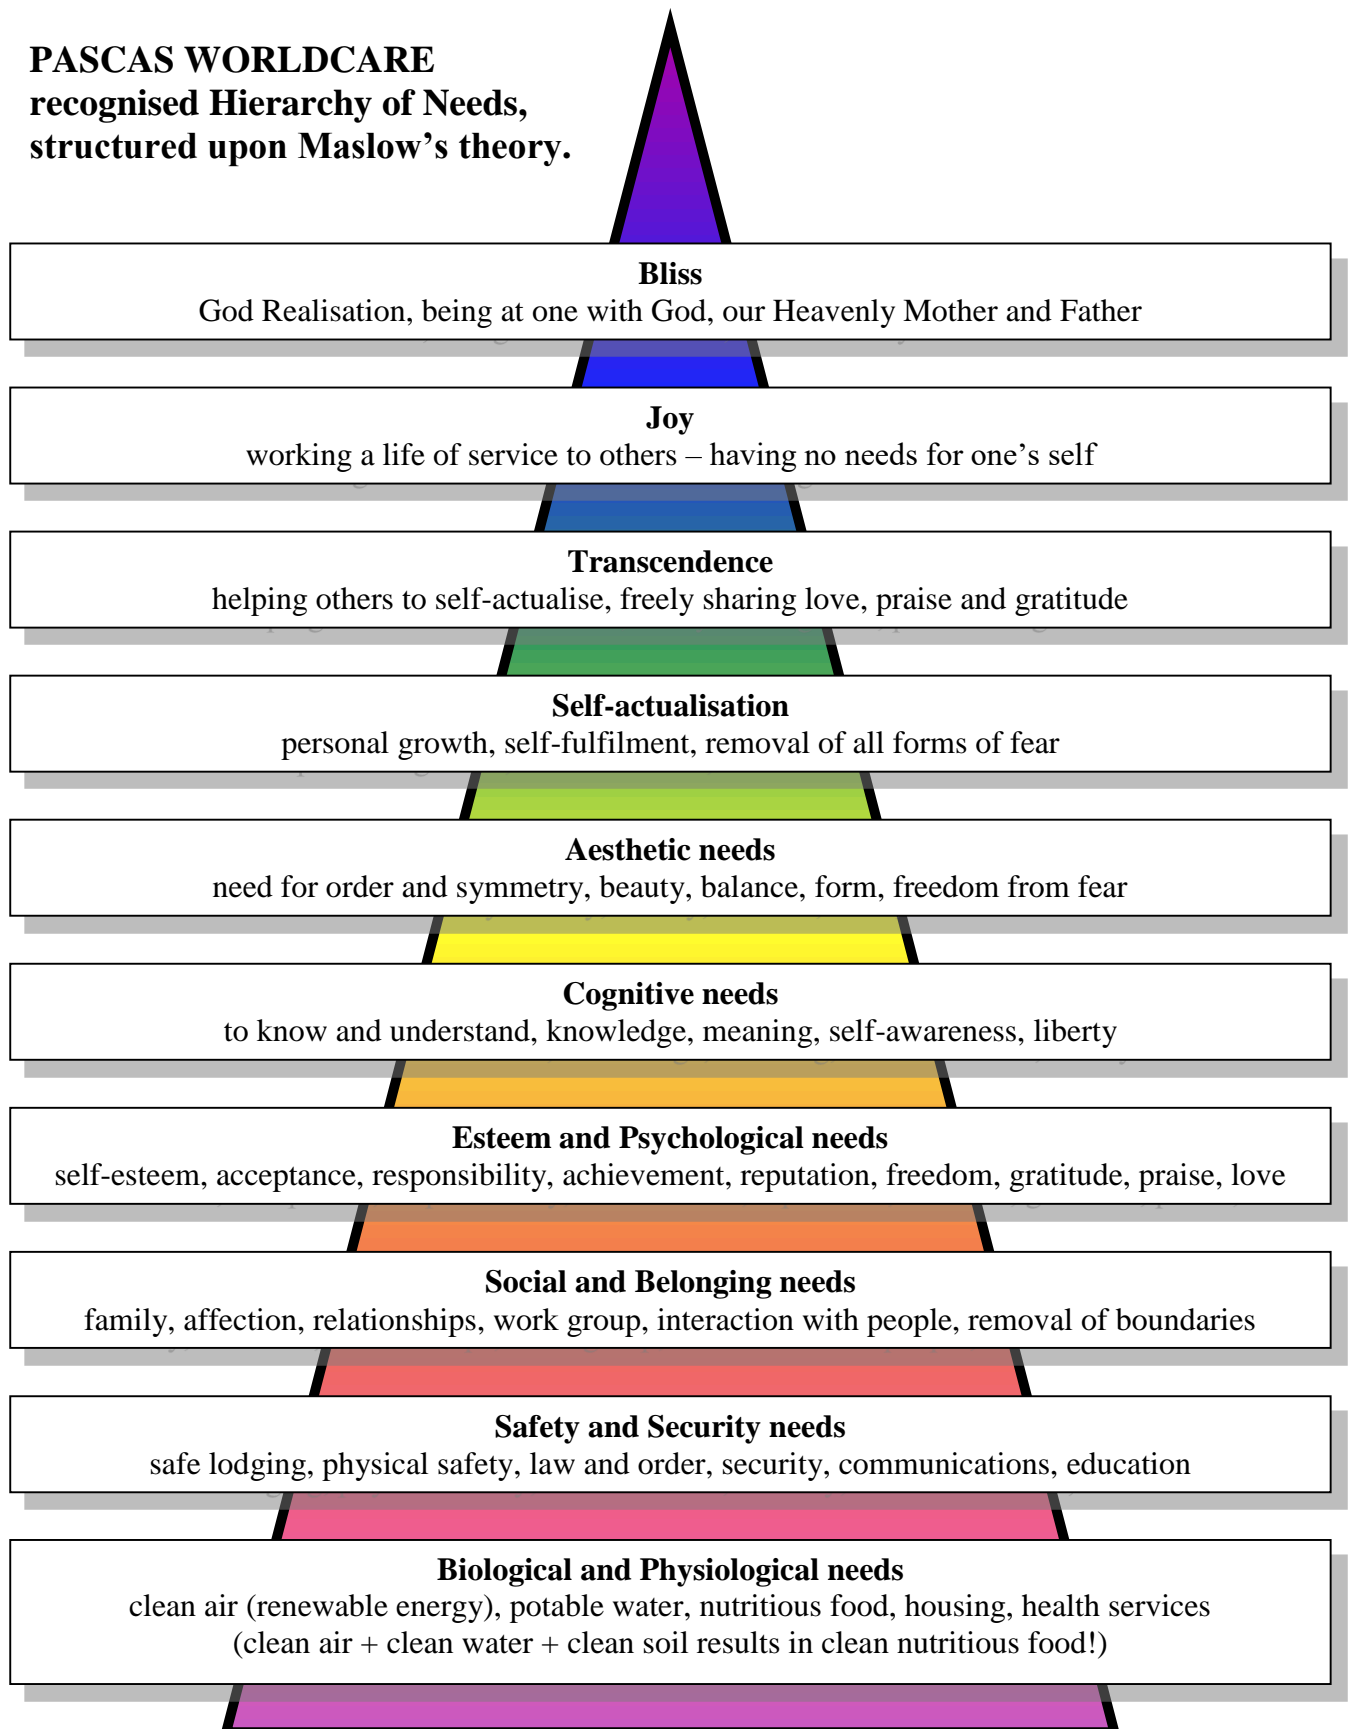 PASCAS WORLDCARE
recognised Hierarchy of Needs,
structured upon Maslow’s theory.
Bliss
God Realisation, being at one with God, our Heavenly Mother and Father
Joy
working a life of service to others – having no needs for one’s self
Transcendence
helping others to self-actualise, freely sharing love, praise and gratitude
Self-actualisation
personal growth, self-fulfilment, removal of all forms of fear
Aesthetic needs
need for order and symmetry, beauty, balance, form, freedom from fear
Cognitive needs
to know and understand, knowledge, meaning, self-awareness, liberty
Esteem and Psychological needs
self-esteem, acceptance, responsibility, achievement, reputation, freedom, gratitude, praise, love
Social and Belonging needs
family, affection, relationships, work group, interaction with people, removal of boundaries
Safety and Security needs
safe lodging, physical safety, law and order, security, communications, education
Biological and Physiological needs
clean air (renewable energy), potable water, nutritious food, housing, health services
(clean air + clean water + clean soil results in clean nutritious food!)